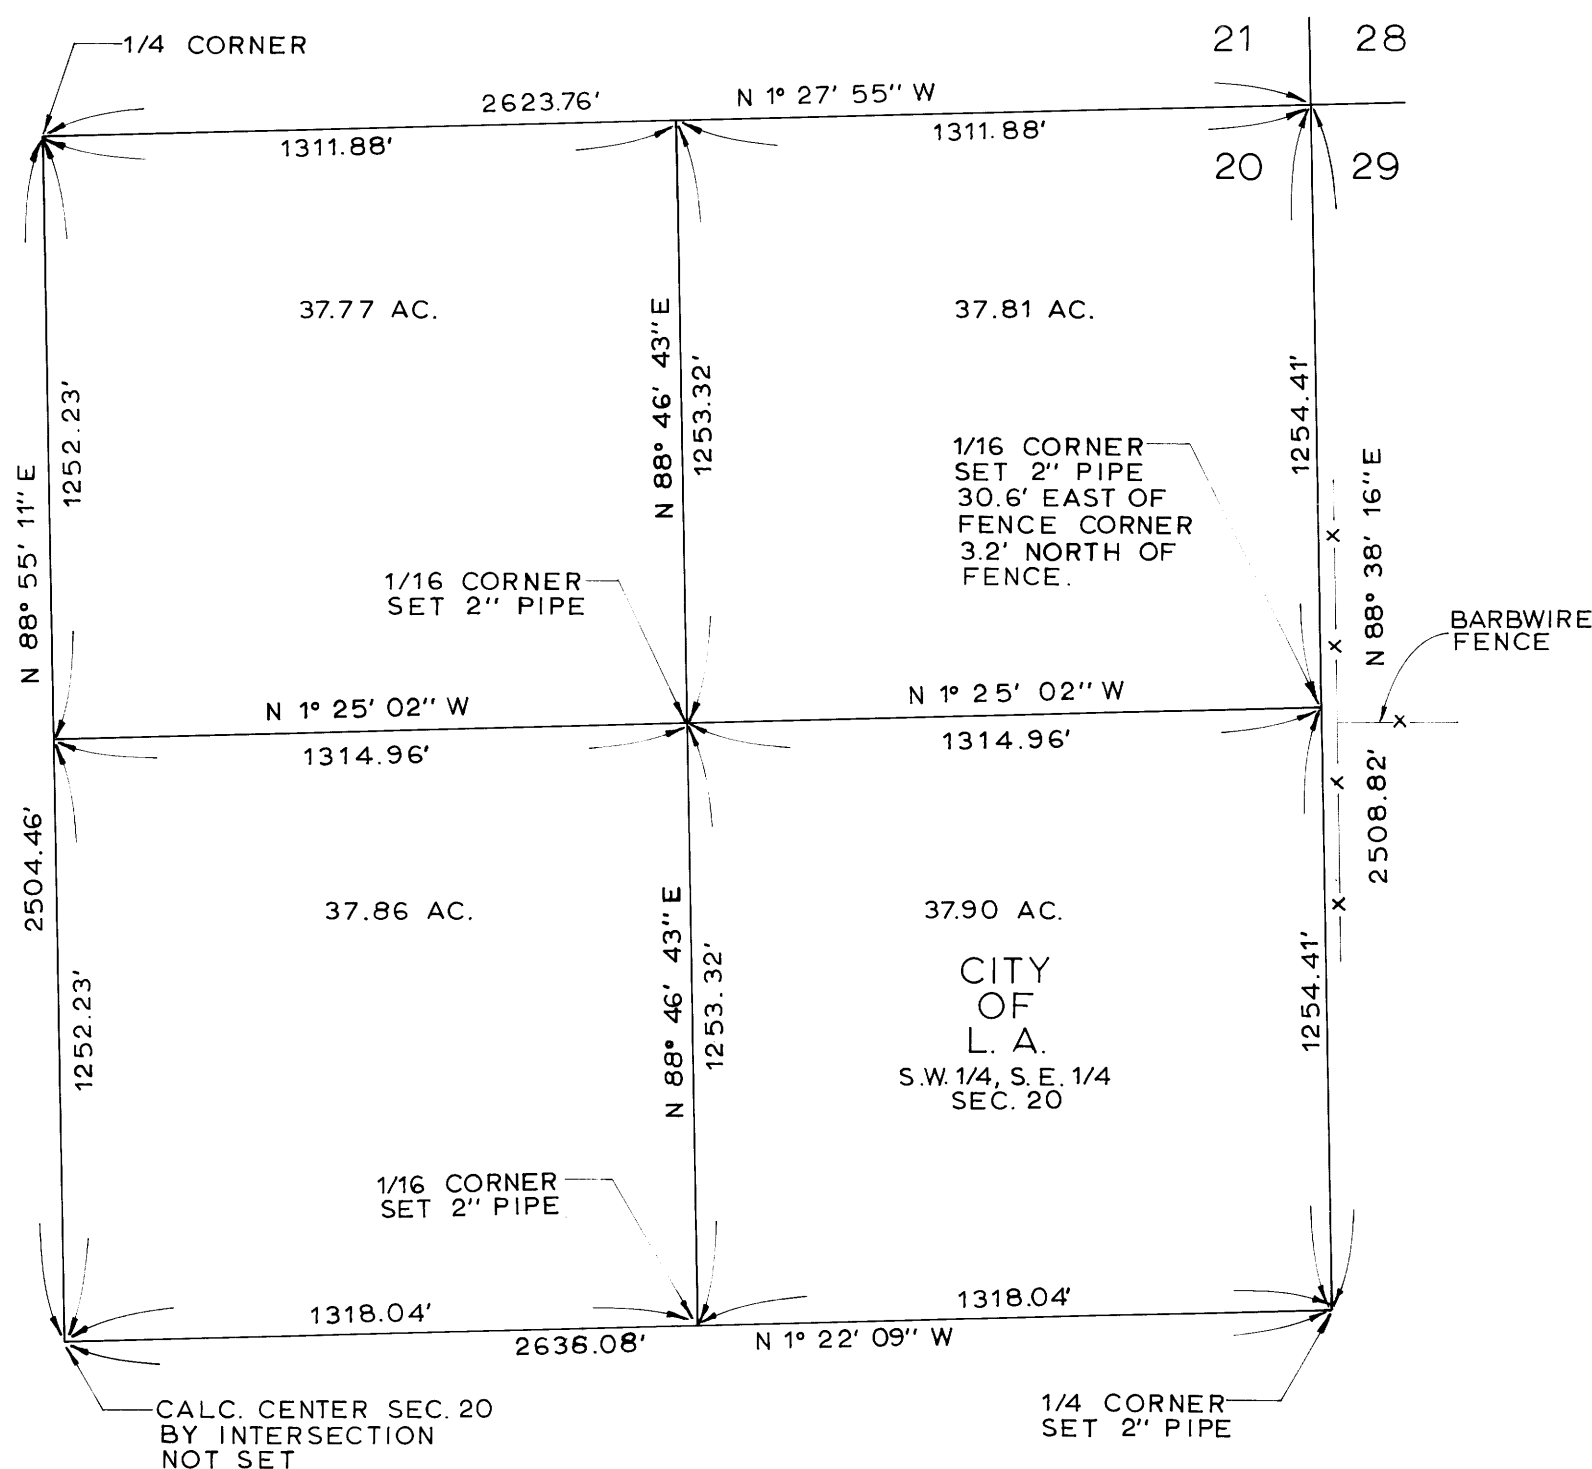 1/4 CORNER
21
28
2623.76'
N 1° 27' 55" W
1311.88'
1311.88'
20
29
37.77 AC.
37.81 AC.
N 88° 46' 43" E
1253.32'
1252.23'
N 88° 55' 11" E
1254.41'
N 88° 38' 16" E
1/16 CORNER
SET 2" PIPE
30.6' EAST OF
FENCE CORNER
3.2' NORTH OF
FENCE.
1/16 CORNER
SET 2" PIPE
BARBWIRE
FENCE
N 1° 25' 02" W
1314.96'
N 1° 25' 02" W
1314.96'
2504.46'
2508.82'
37.86 AC.
37.90 AC.
N 88° 46' 43" E
1253.32'
1252.23'
1254.41'
CITY
OF
L. A.
S.W. 1/4, S. E. 1/4
SEC. 20
1/16 CORNER
SET 2" PIPE
1318.04'
1318.04'
2636.08'
N 1° 22' 09" W
CALC. CENTER SEC. 20
BY INTERSECTION
NOT SET
1/4 CORNER
SET 2" PIPE